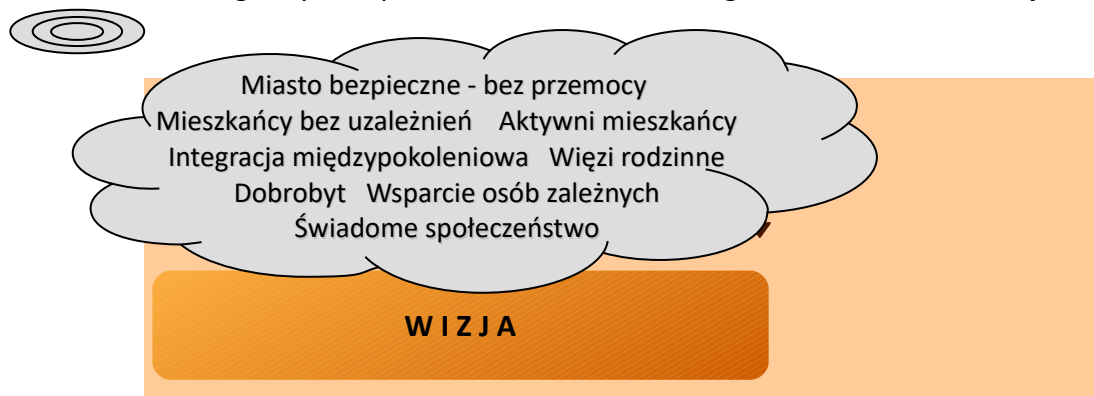 Miasto bezpieczne - bez przemocy
Mieszkańcy bez uzależnień Aktywni mieszkańcy
Integracja międzypokoleniowa Więzi rodzinne
Dobrobyt Wsparcie osób zależnych
Świadome społeczeństwo
W I Z J A